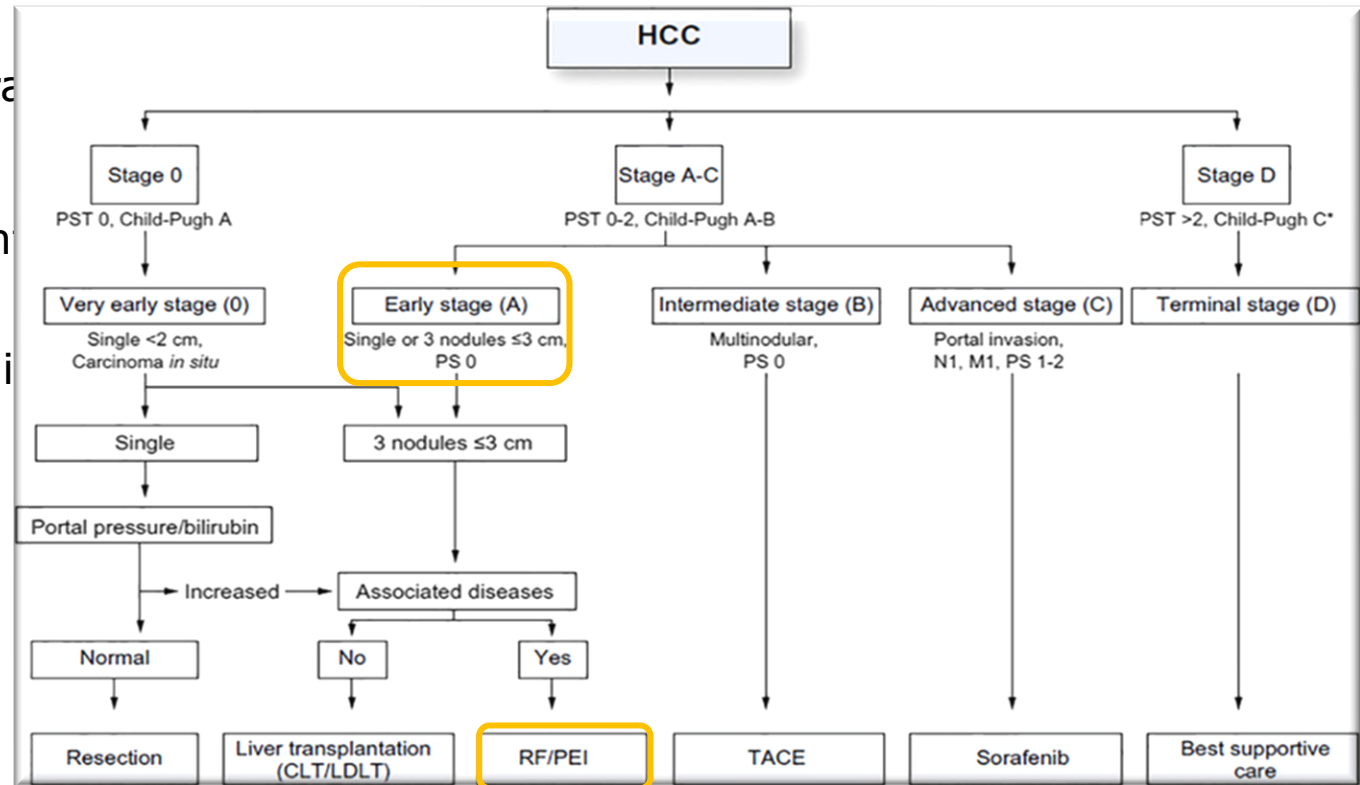 HCC
Stage 0
Stage A-C
Stage D
PST 0, Child-Pugh A
PST 0-2, Child-Pugh A-B
PST >2, Child-Pugh C*
Very early stage (0)
Early stage (A)
Intermediate stage (B)
Advanced stage (C)
Terminal stage (D)
Single <2 cm,
Carcinoma in situ
Single or 3 nodules ≤3 cm,
PS 0
Multinodular,
PS 0
Portal invasion,
N1, M1, PS 1-2
Single
3 nodules ≤3 cm
Portal pressure/bilirubin
Increased
Associated diseases
Normal
No
Yes
Resection
Liver transplantation
(CLT/LDLT)
RF/PEI
TACE
Sorafenib
Best supportive
care